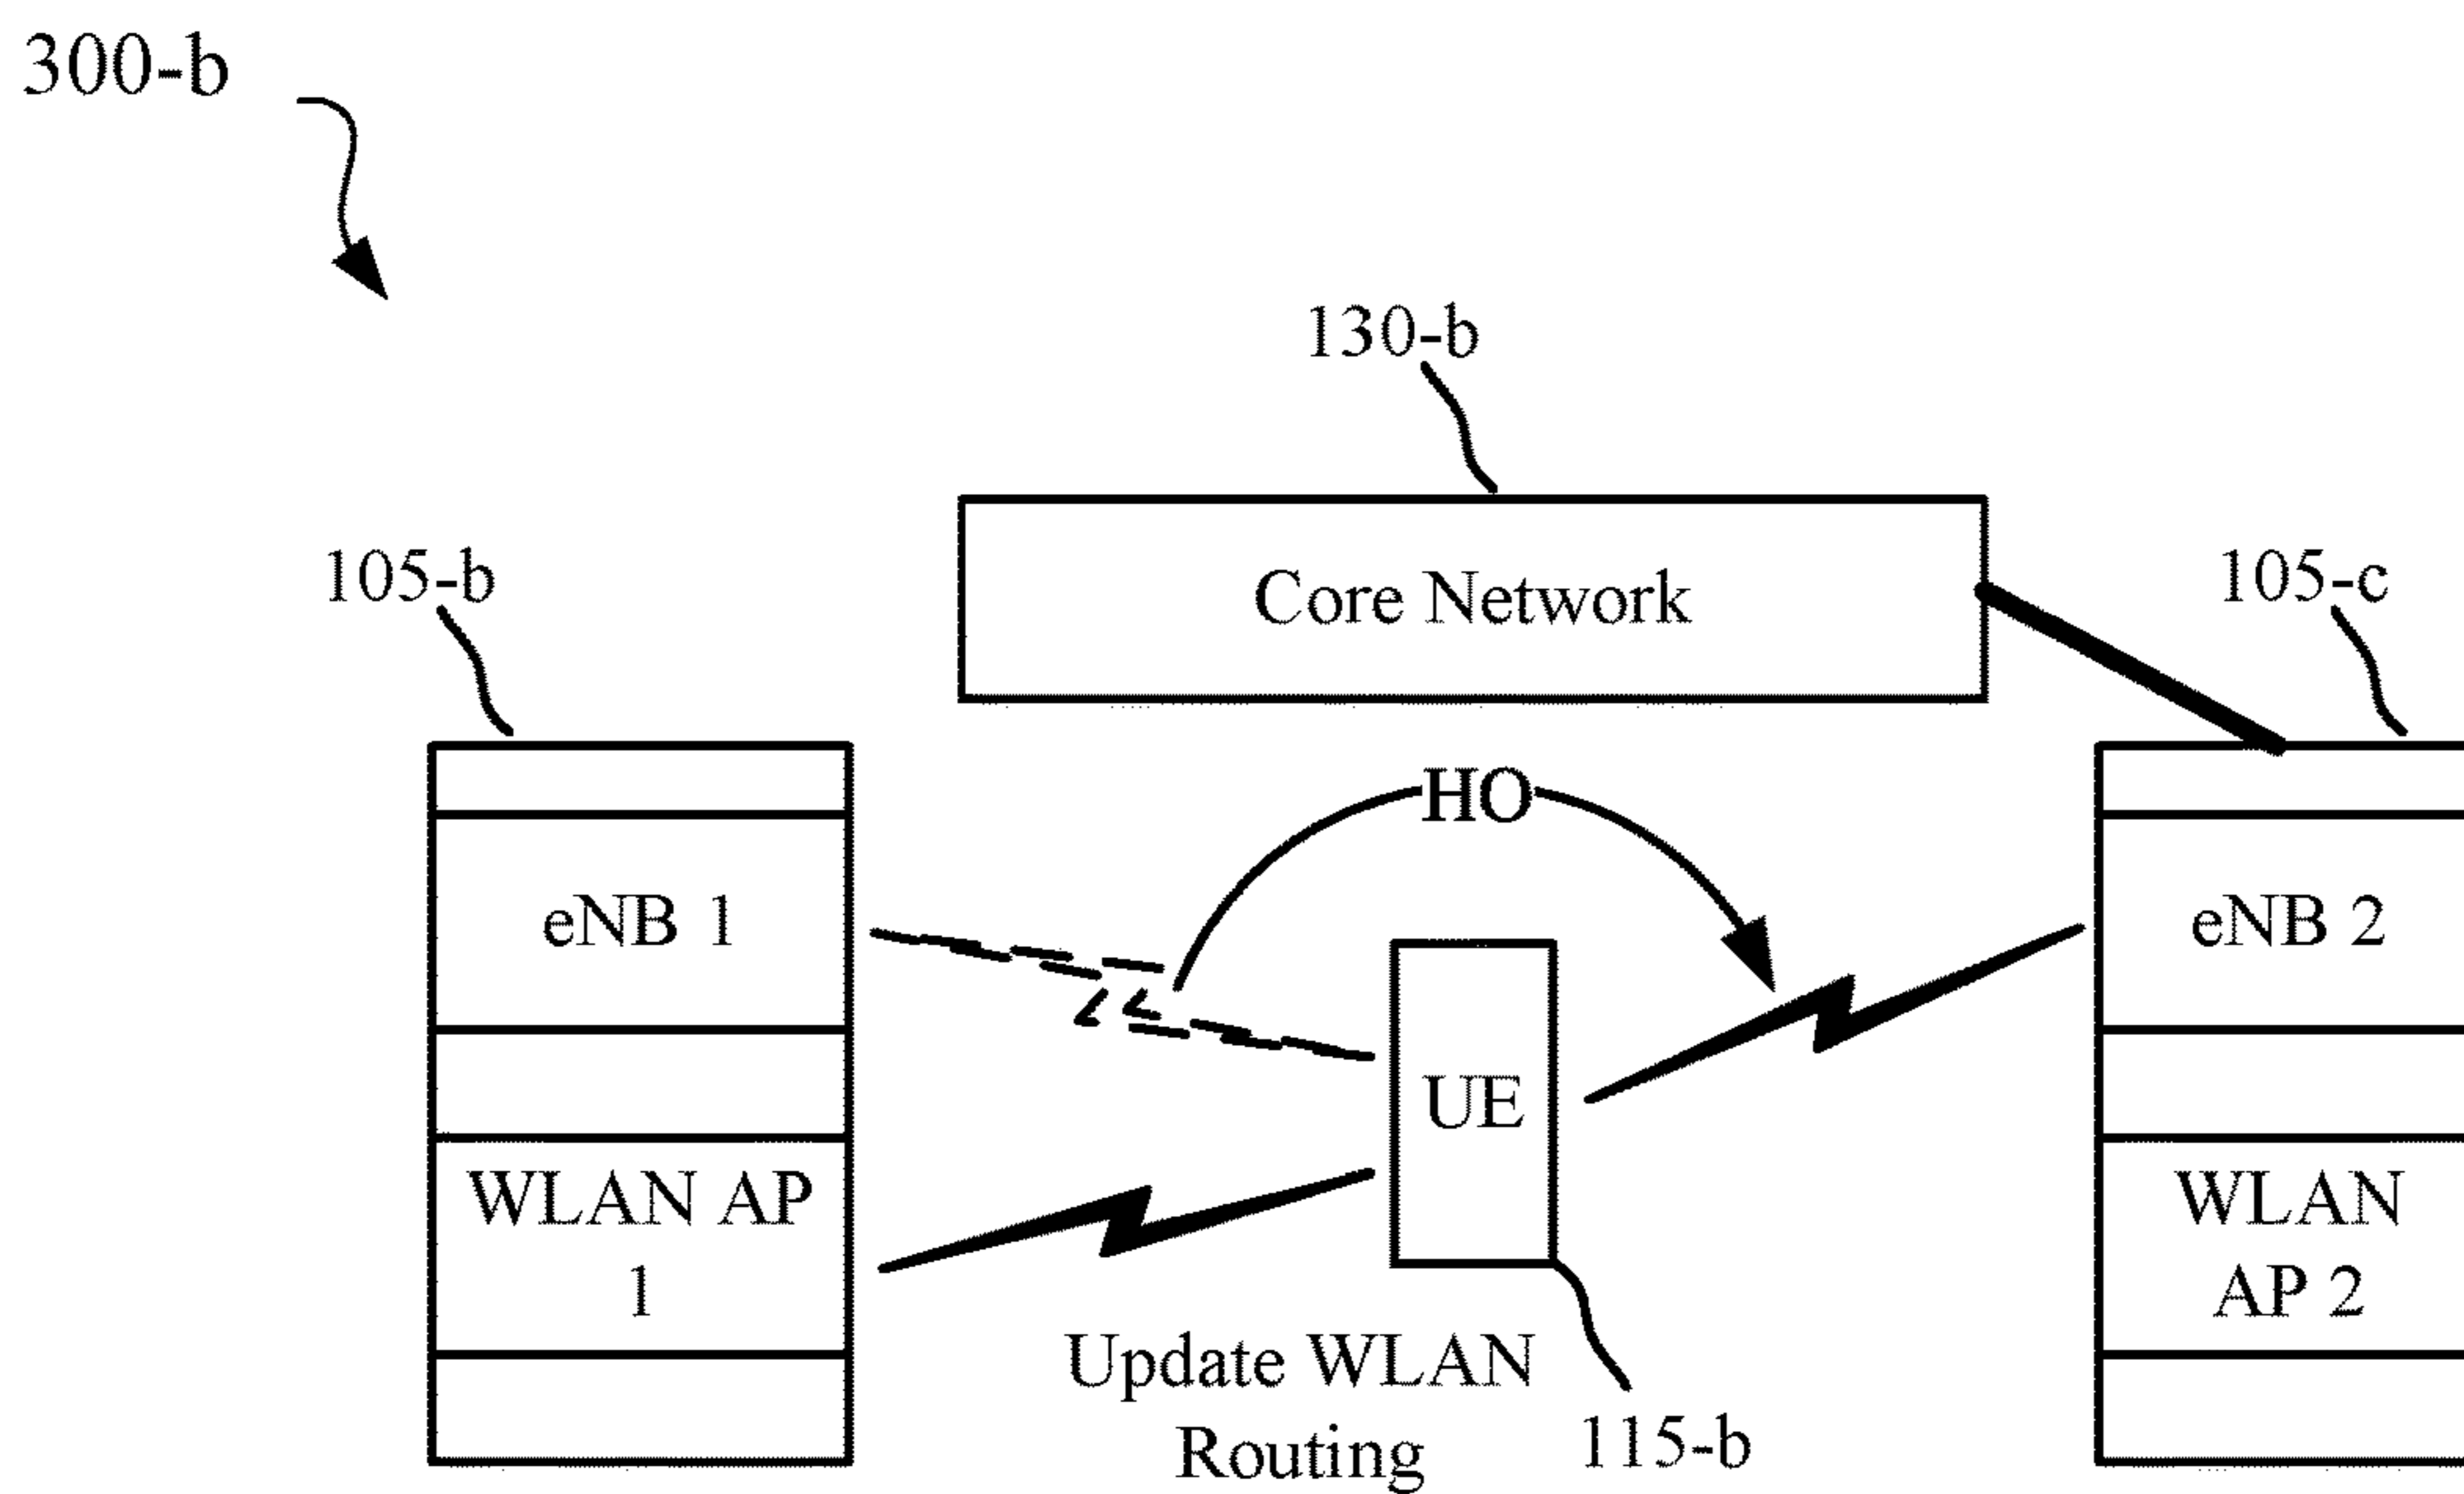 300-b
130-b
105-b
Core Network
105-c
HO
eNB 1
eNB 2
UE
WLAN AP
1
WLAN
AP 2
Update WLAN
Routing
115-b